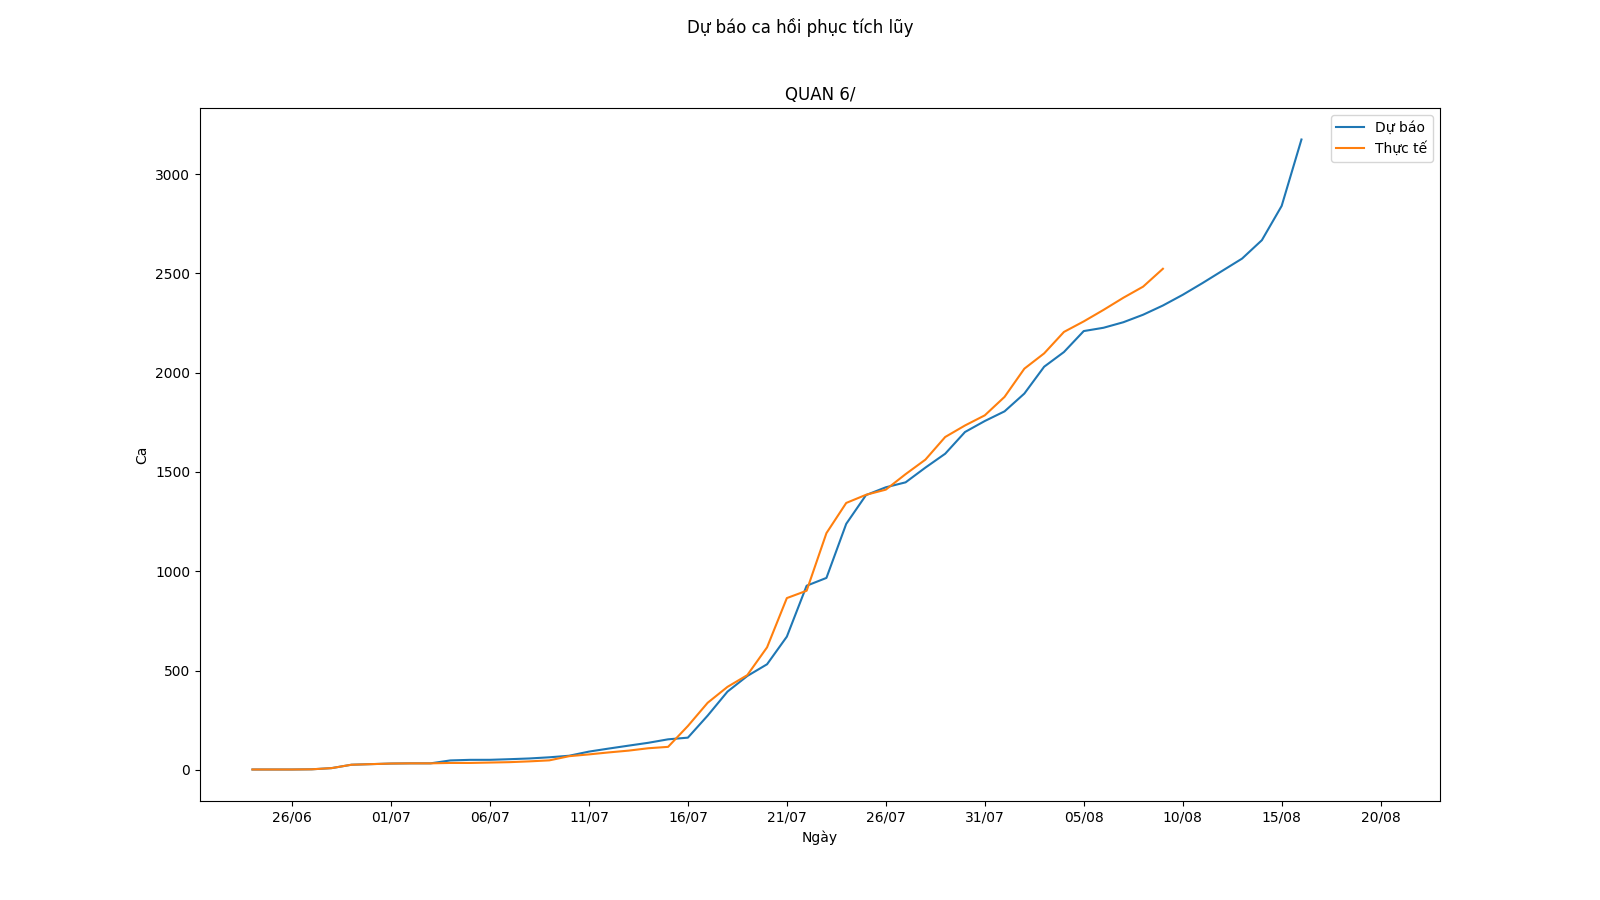 Dự báo ca hồi phục tích lũy
QUAN 6/
Dự báo
Thực tế
3000
2500
2000
1500
1000
500
0
Ca
26/06 01/07 06/07 11/07 16/07 21/07 26/07 31/07 05/08 10/08 15/08 20/08
Ngày